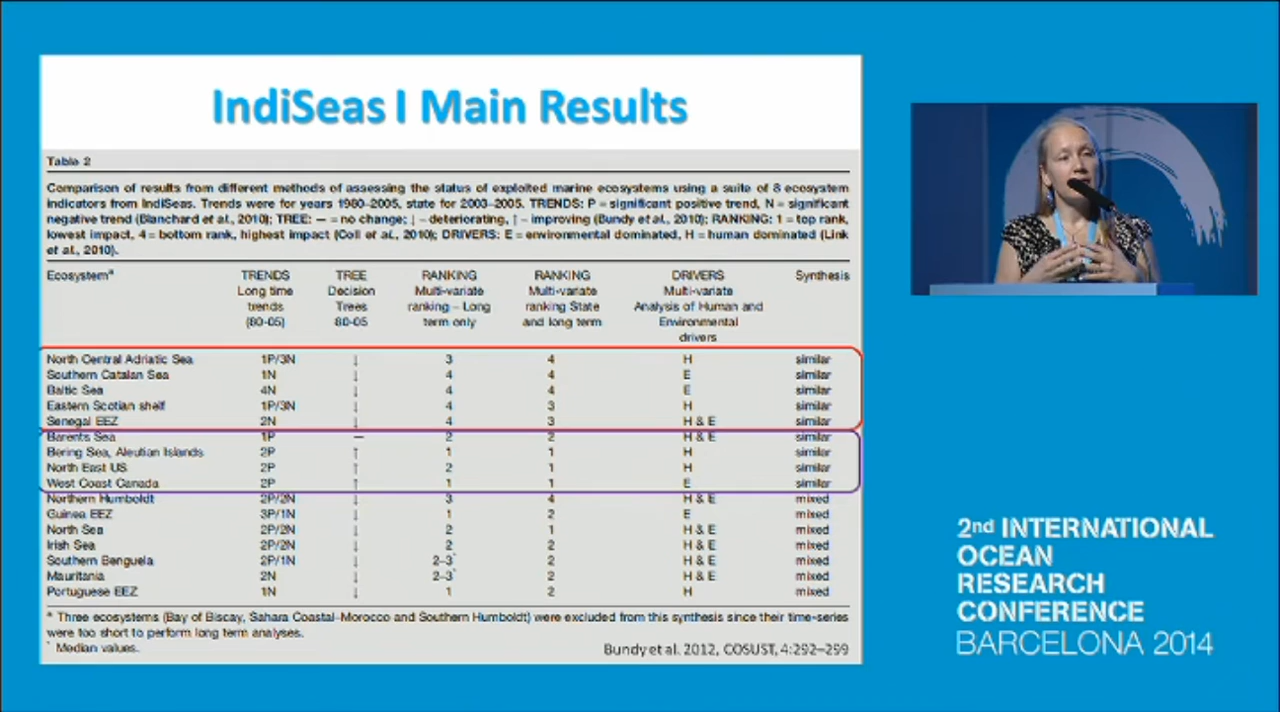 IndiSeas I Main Results
Table 2
Comparison of results from different methods of assessing the status of exploited marine ecosystems using a suite of 8 ecosystem
indicators from IndiSeas. Trends were for years 1980–2005, state for 2003–2005. TRENDS: P = significant positive trend, N = significant
negative trend (Blanchard et al., 2010); TREE: — = no change; ↓ – deteriorating, ↑ – improving (Bundy et al., 2010); RANKING: 1 = top rank,
lowest impact, 4 = bottom rank, highest impact (Coll et al., 2010); DRIVERS: E = environmental dominated, H = human dominated (Link
et al., 2010).
Ecosystemª TRENDS TREE RANKING RANKING DRIVERS Synthesis
Long time Decision Multi-variate Multi-variate Multi-variate
trends Trees ranking – Long ranking State Analysis of Human and
(80-05) 80-05 term only and long term Environmental
drivers
North Central Adriatic Sea 1P/3N ↓ 3 4 H similar
Southern Catalan Sea 1N ↓ 4 4 E similar
Baltic Sea 4N ↓ 4 4 E similar
Eastern Scotian shelf 1P/3N ↓ 4 3 H similar
Senegal EEZ 2N ↓ 4 3 H & E similar
Barents Sea 1P — 2 2 H & E similar
Bering Sea, Aleutian Islands 2P ↑ 1 1 H similar
North East US 2P ↑ 2 1 H similar
West Coast Canada 2P ↑ 1 1 E similar
Northern Humboldt 2P/2N ↓ 3 4 H & E mixed
Guinea EEZ 3P/1N ↓ 1 2 E mixed
North Sea 2P/2N ↓ 2 1 H & E mixed
Irish Sea 2P/2N ↓ 2 2 H & E mixed
Southern Benguela 2P/1N ↓ 2–3* 2 H & E mixed
Mauritania 2N ↓ 2–3* 2 H & E mixed
Portuguese EEZ 1N ↓ 1 2 H mixed
ª Three ecosystems (Bay of Biscay, Sahara Coastal–Morocco and Southern Humboldt) were excluded from this synthesis since their time-series
were too short to perform long term analyses.
* Median values.
Bundy et al. 2012, COSUST, 4:292–299
2nd INTERNATIONAL
OCEAN
RESEARCH
CONFERENCE
BARCELONA 2014